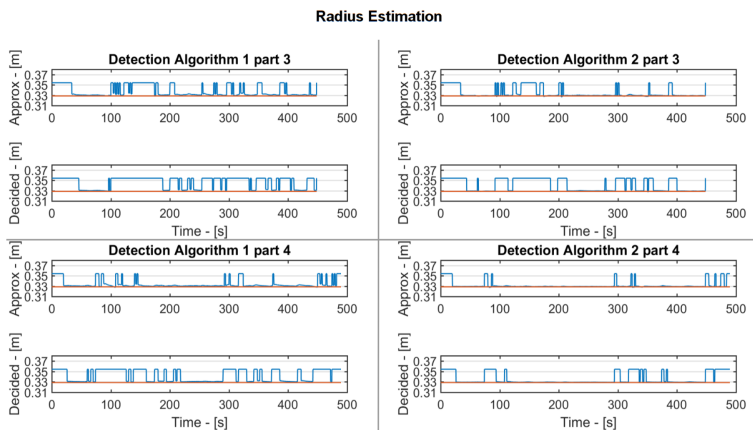 Radius Estimation
Detection Algorithm 1 part 3
Approx - [m]
0.37
0.35
0.33
0.31
0 100 200 300 400 500
Decided - [m]
0.37
0.35
0.33
0.31
0 100 200 300 400 500
Time - [s]
Detection Algorithm 2 part 3
Approx - [m]
0.37
0.35
0.33
0.31
0 100 200 300 400 500
Decided - [m]
0.37
0.35
0.33
0.31
0 100 200 300 400 500
Time - [s]
Detection Algorithm 1 part 4
Approx - [m]
0.37
0.35
0.33
0.31
0 100 200 300 400 500
Decided - [m]
0.37
0.35
0.33
0.31
0 100 200 300 400 500
Time - [s]
Detection Algorithm 2 part 4
Approx - [m]
0.37
0.35
0.33
0.31
0 100 200 300 400 500
Decided - [m]
0.37
0.35
0.33
0.31
0 100 200 300 400 500
Time - [s]